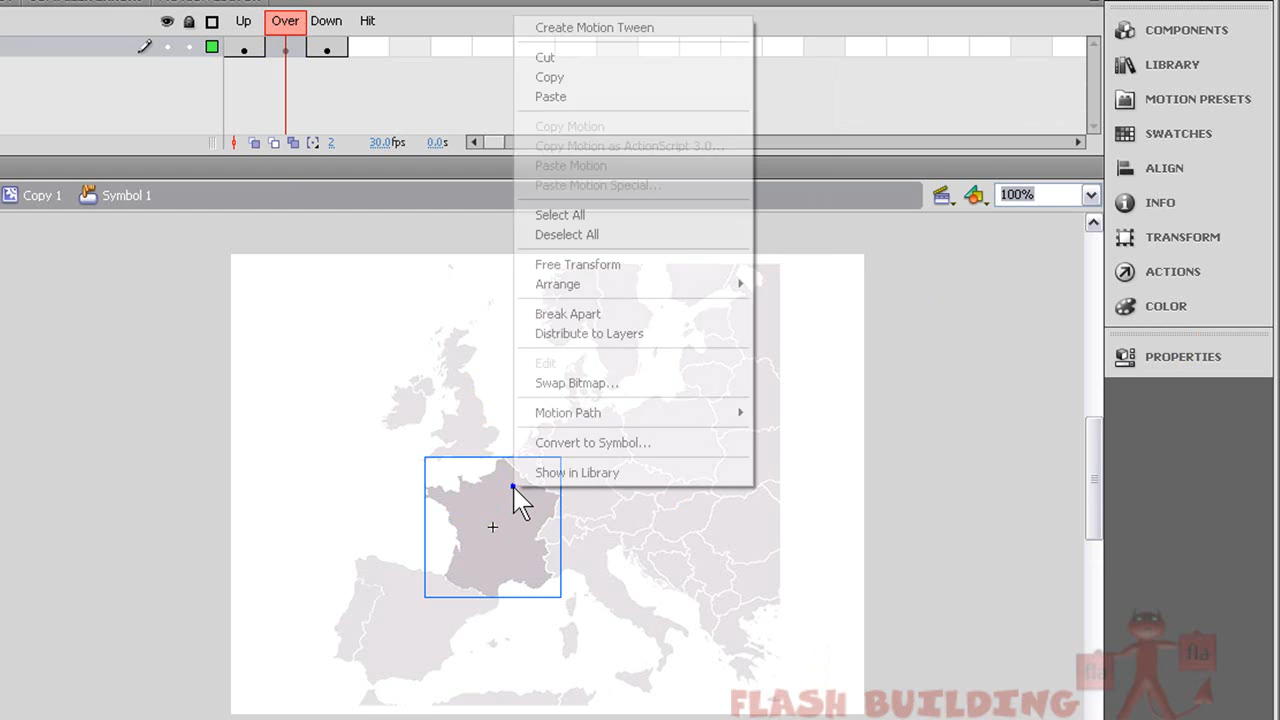 Up Over Down Hit
2 30.0fps 0.0s
Copy 1 Symbol 1
100%
Create Motion Tween
Cut
Copy
Paste
Copy Motion
Copy Motion as ActionScript 3.0...
Paste Motion
Paste Motion Special...
Select All
Deselect All
Free Transform
Arrange
Break Apart
Distribute to Layers
Edit
Swap Bitmap...
Motion Path
Convert to Symbol...
Show in Library
COMPONENTS
LIBRARY
MOTION PRESETS
SWATCHES
ALIGN
INFO
TRANSFORM
ACTIONS
COLOR
PROPERTIES
fla
fla
FLASH BUILDING